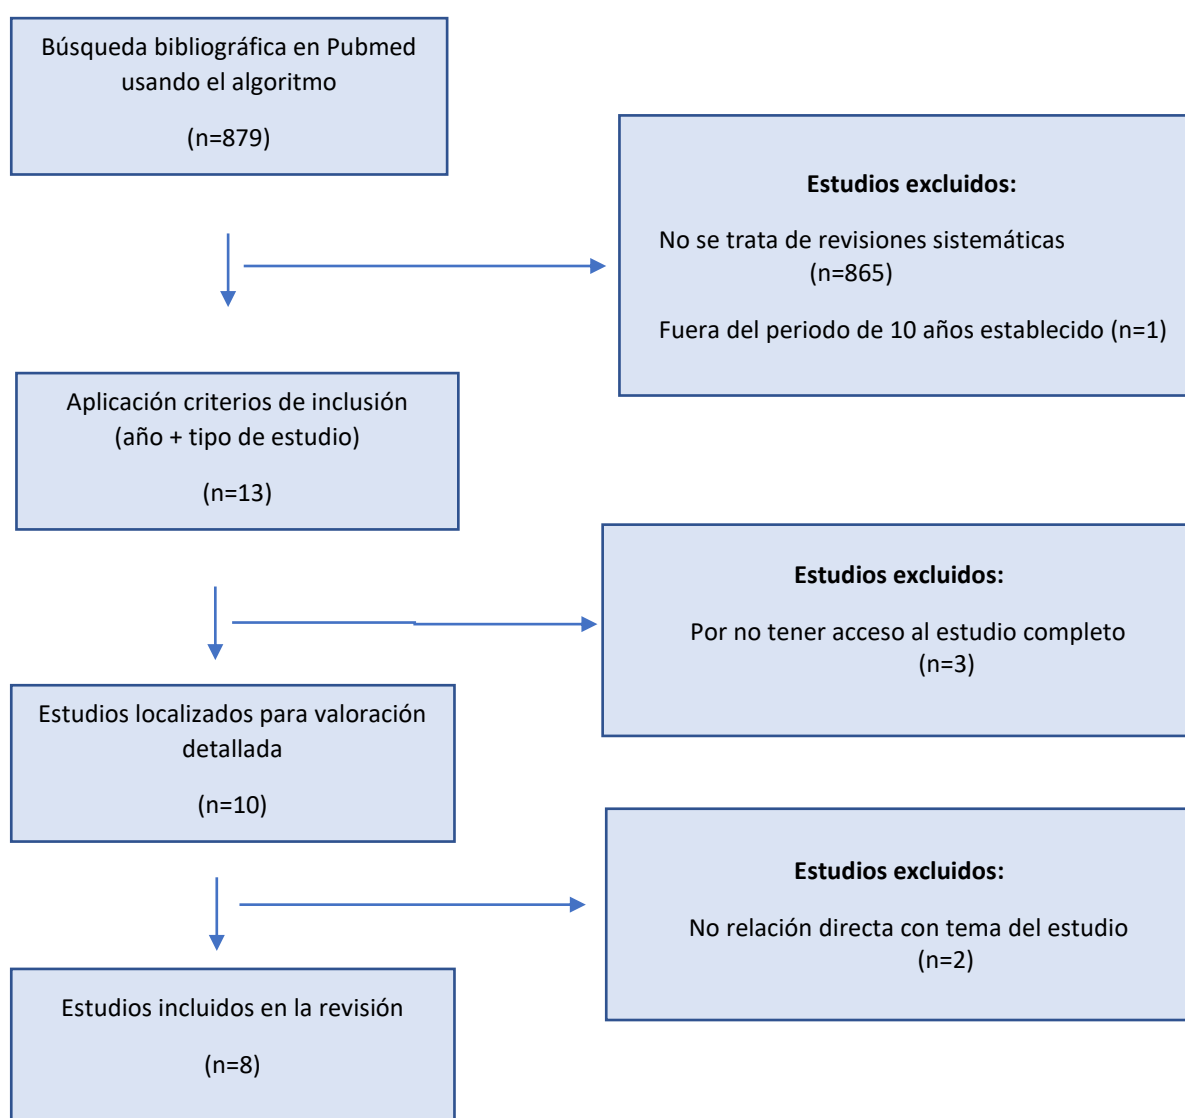 Búsqueda bibliográfica en Pubmed
usando el algoritmo
(n=879)
Estudios excluidos:
No se trata de revisiones sistemáticas
(n=865)
Fuera del periodo de 10 años establecido (n=1)
Aplicación criterios de inclusión
(año + tipo de estudio)
(n=13)
Estudios excluidos:
Por no tener acceso al estudio completo
(n=3)
Estudios localizados para valoración
detallada
(n=10)
Estudios excluidos:
No relación directa con tema del estudio
(n=2)
Estudios incluidos en la revisión
(n=8)